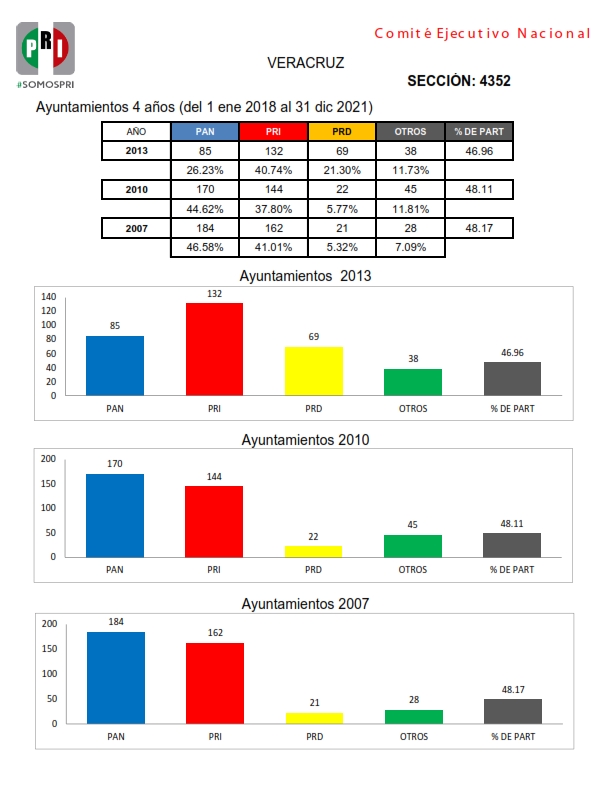 PRI
#SOMOSPRI
Comité Ejecutivo Nacional
VERACRUZ
SECCIÓN: 4352
Ayuntamientos 4 años (del 1 ene 2018 al 31 dic 2021)
AÑO PAN PRI PRD OTROS % DE PART
2013 85 132 69 38 46.96
26.23% 40.74% 21.30% 11.73%
2010 170 144 22 45 48.11
44.62% 37.80% 5.77% 11.81%
2007 184 162 21 28 48.17
46.58% 41.01% 5.32% 7.09%
Ayuntamientos 2013
140
120
100
80
60
40
20
0
85 132 69 38 46.96
PAN PRI PRD OTROS % DE PART
Ayuntamientos 2010
200
150
100
50
0
170 144 22 45 48.11
PAN PRI PRD OTROS % DE PART
Ayuntamientos 2007
200
150
100
50
0
184 162 21 28 48.17
PAN PRI PRD OTROS % DE PART